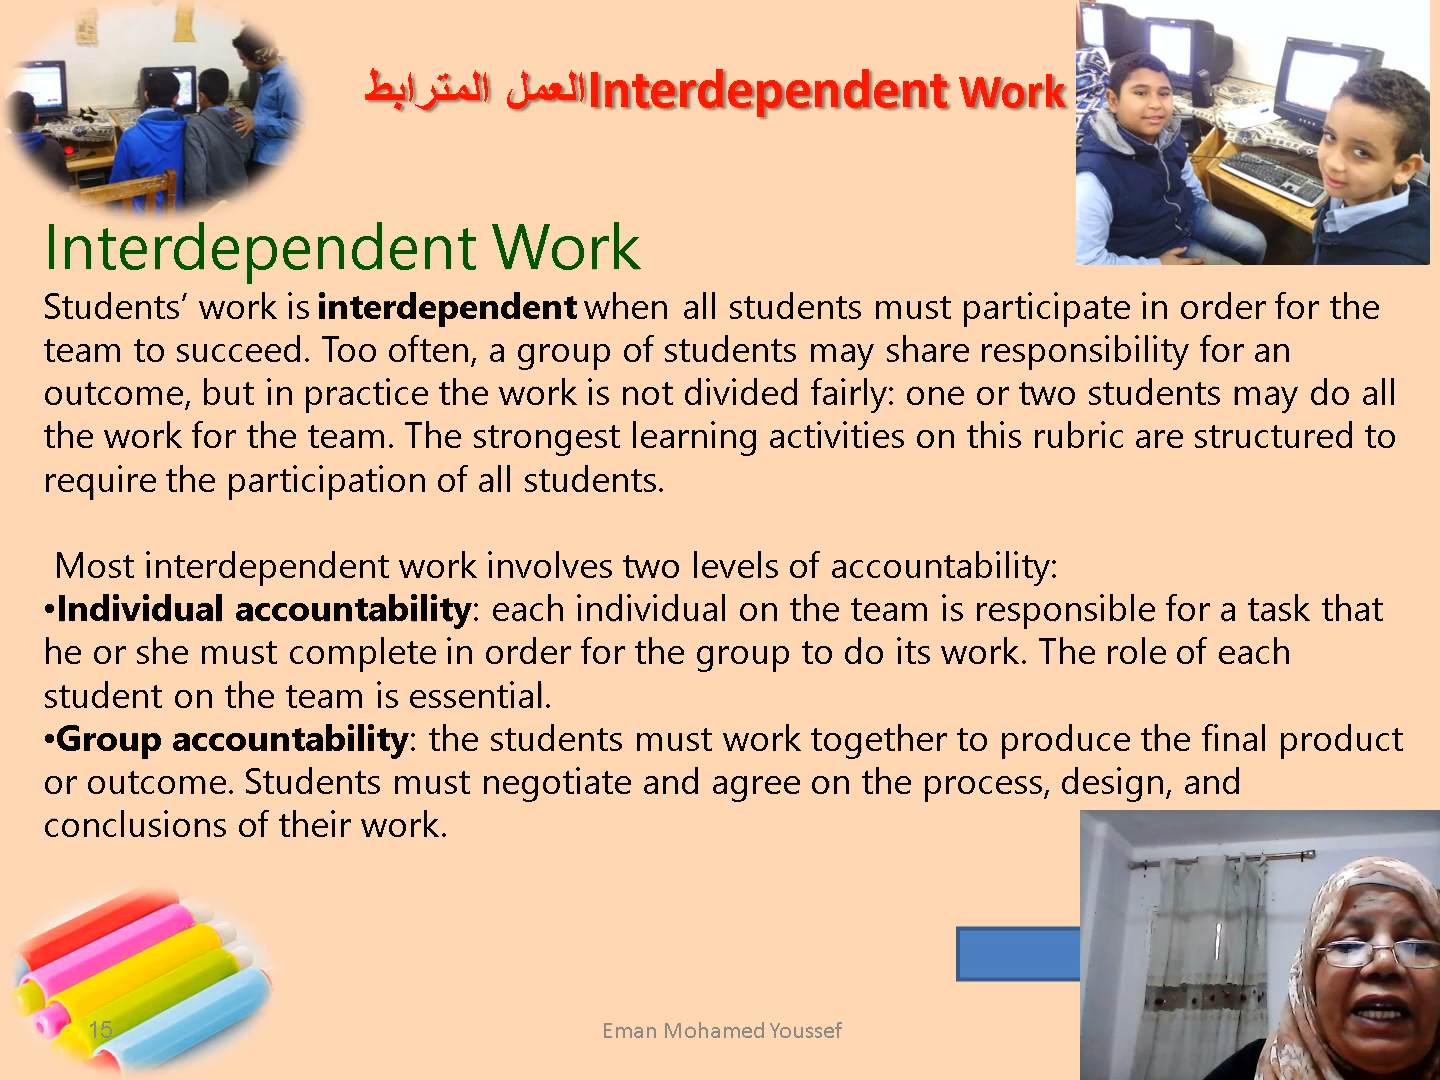 العمل المترابطInterdependent Work
Interdependent Work
Students’ work is interdependent when all students must participate in order for the
team to succeed. Too often, a group of students may share responsibility for an
outcome, but in practice the work is not divided fairly: one or two students may do all
the work for the team. The strongest learning activities on this rubric are structured to
require the participation of all students.
Most interdependent work involves two levels of accountability:
•Individual accountability: each individual on the team is responsible for a task that
he or she must complete in order for the group to do its work. The role of each
student on the team is essential.
•Group accountability: the students must work together to produce the final product
or outcome. Students must negotiate and agree on the process, design, and
conclusions of their work.
15
Eman Mohamed Youssef